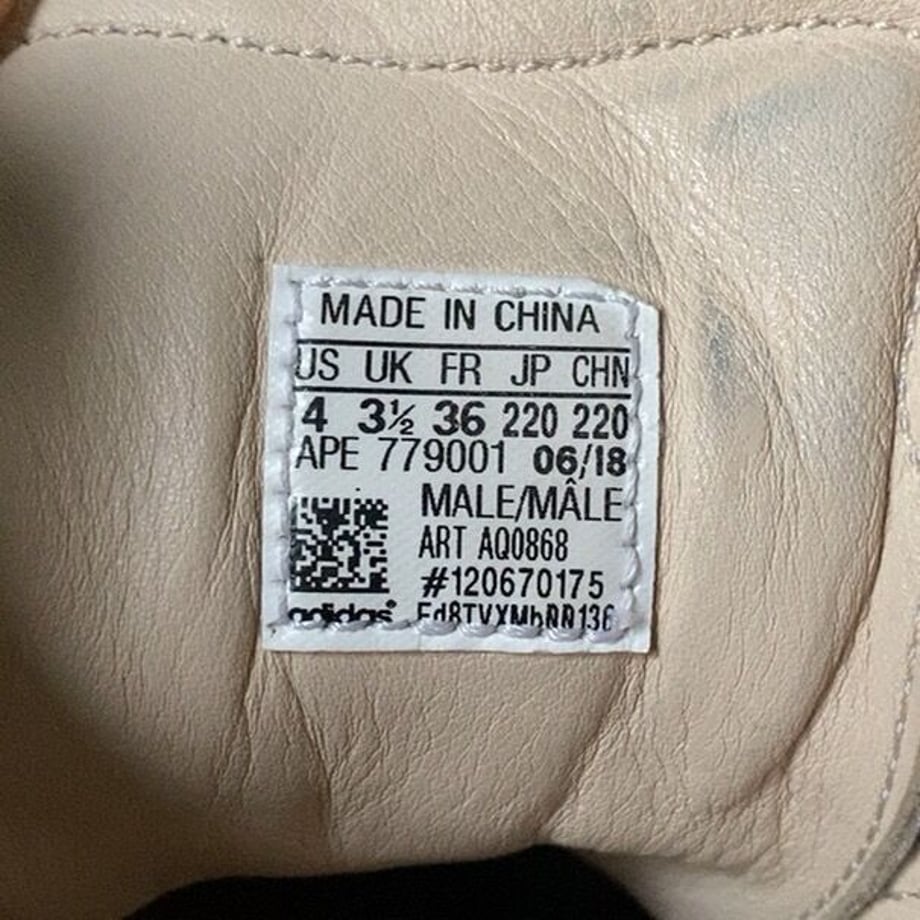 MADE IN CHINA
US UK FR JP CHN
4 3½ 36 220 220
APE 779001 06/18
MALE/MÂLE
ART AQ0868
#120670175
adidas®